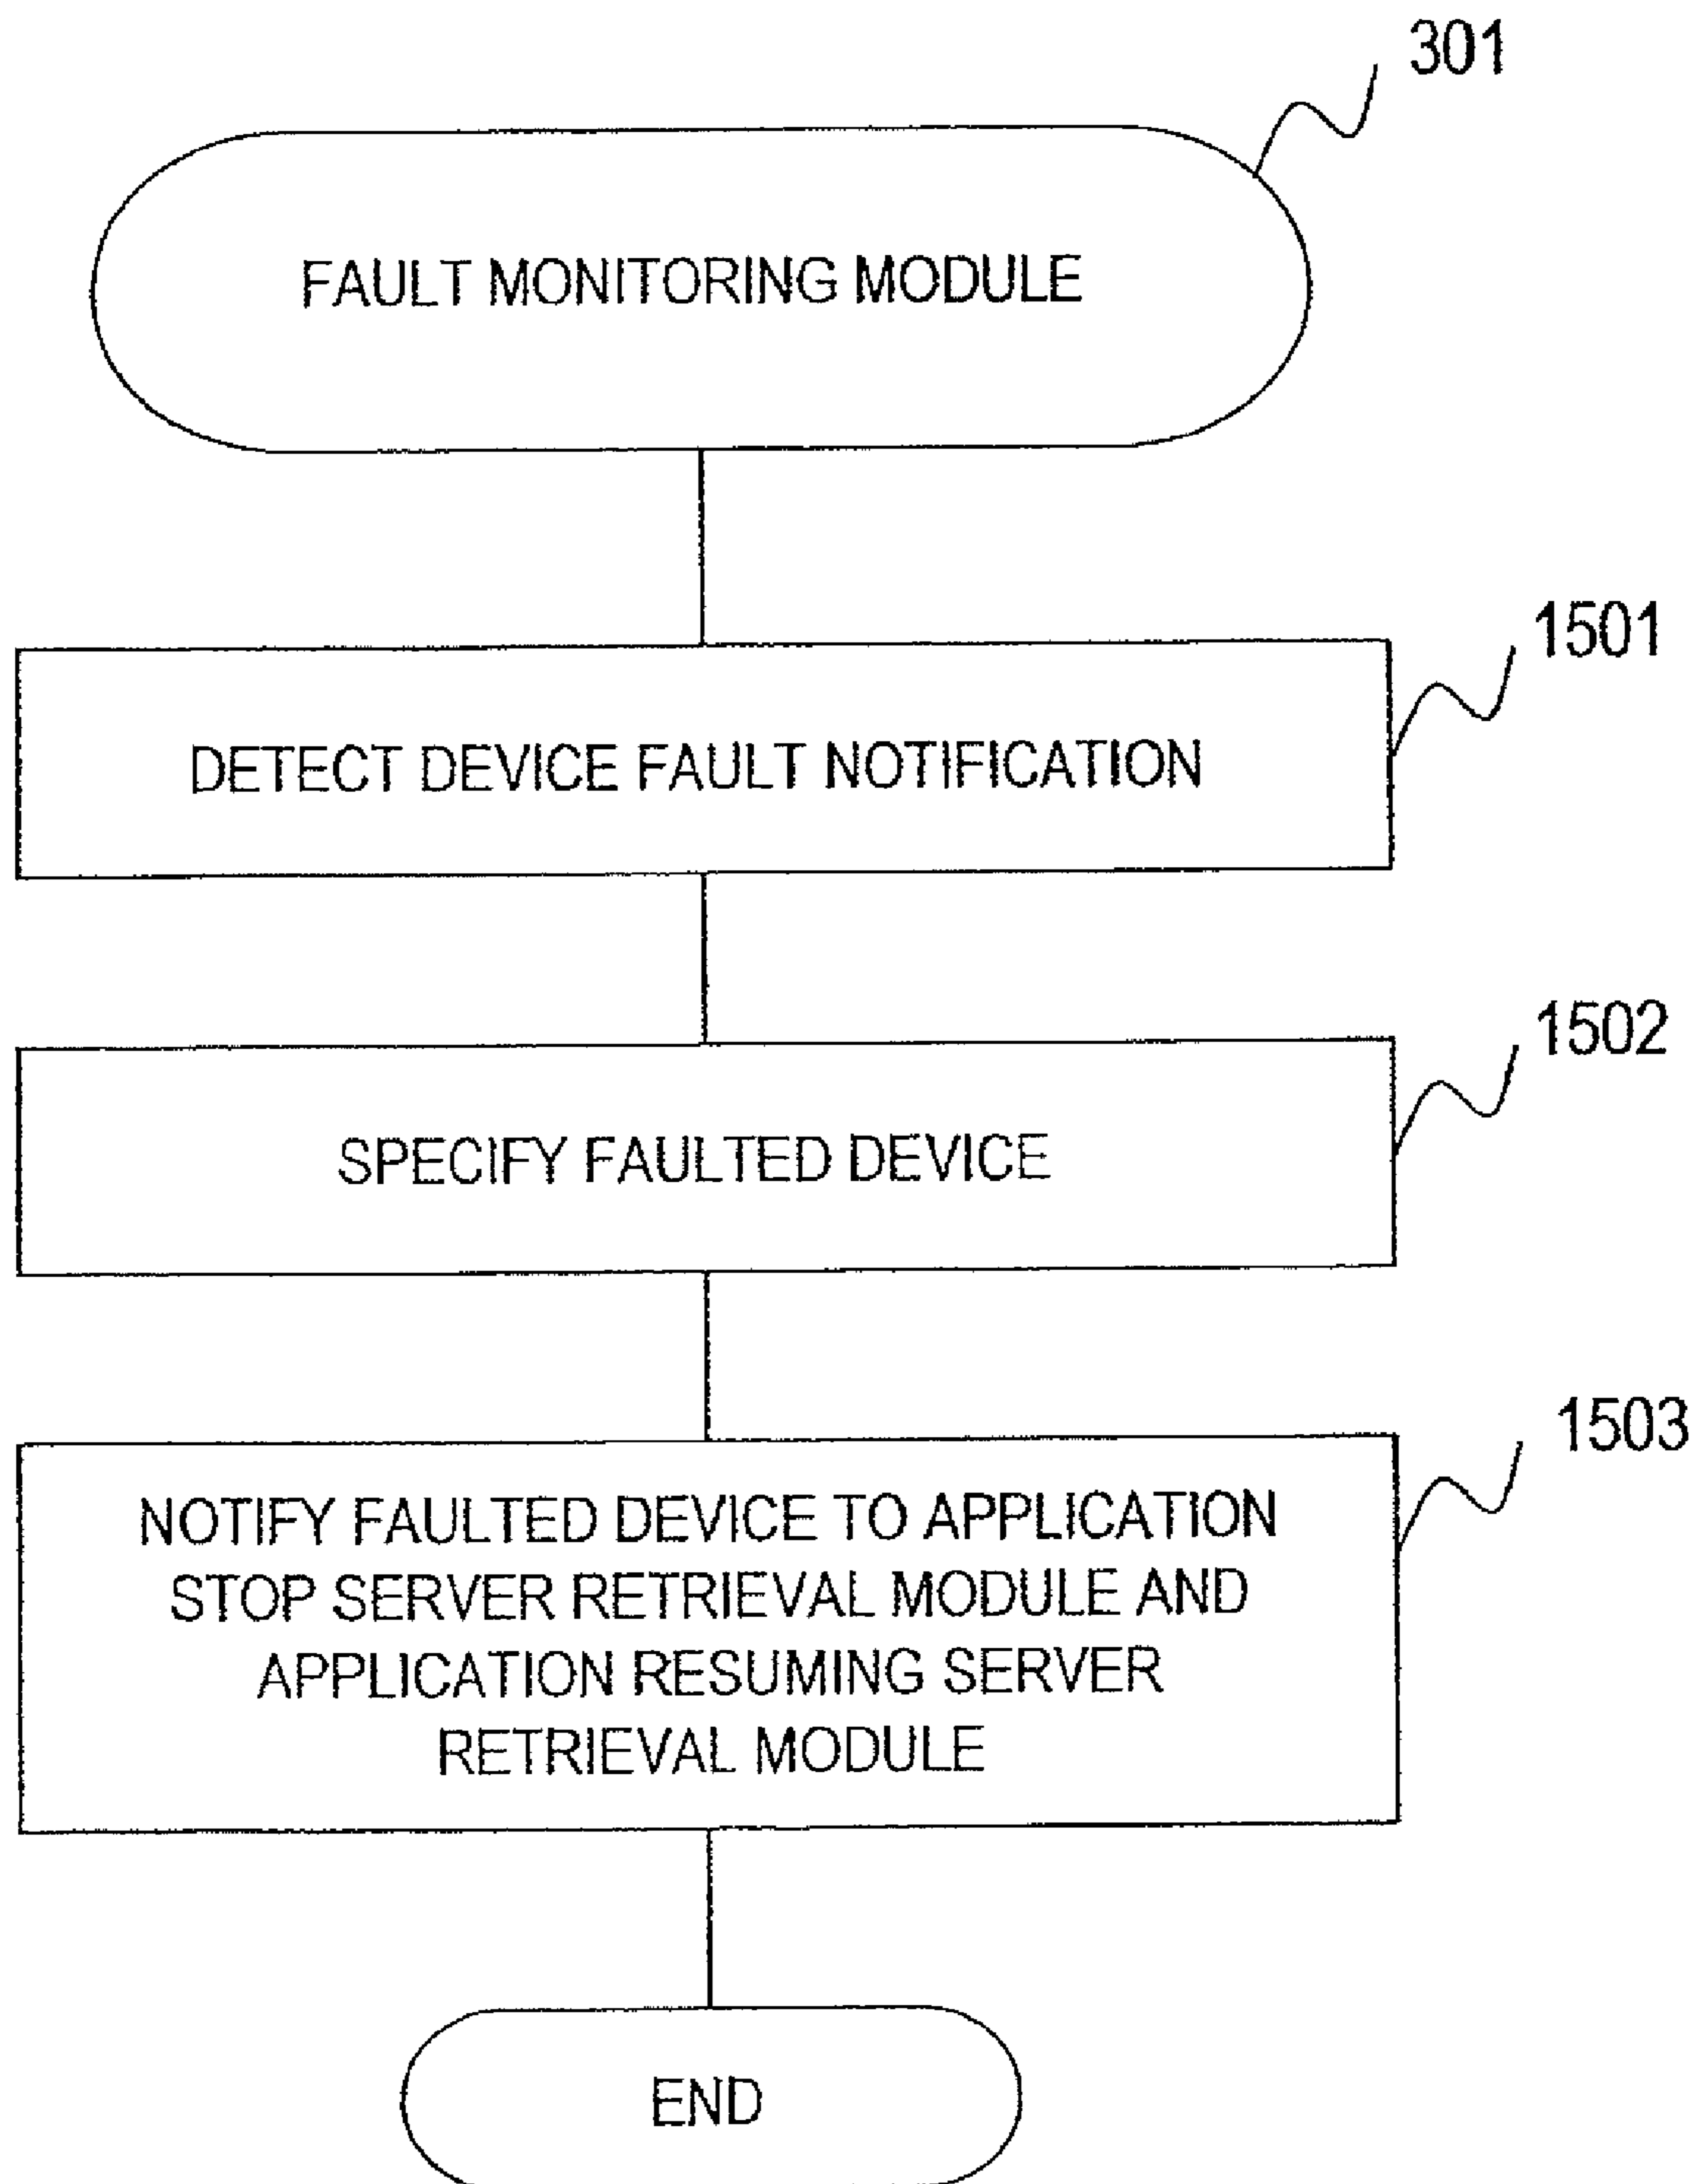 301
FAULT MONITORING MODULE
1501
DETECT DEVICE FAULT NOTIFICATION
1502
SPECIFY FAULTED DEVICE
1503
NOTIFY FAULTED DEVICE TO APPLICATION
STOP SERVER RETRIEVAL MODULE AND
APPLICATION RESUMING SERVER
RETRIEVAL MODULE
END